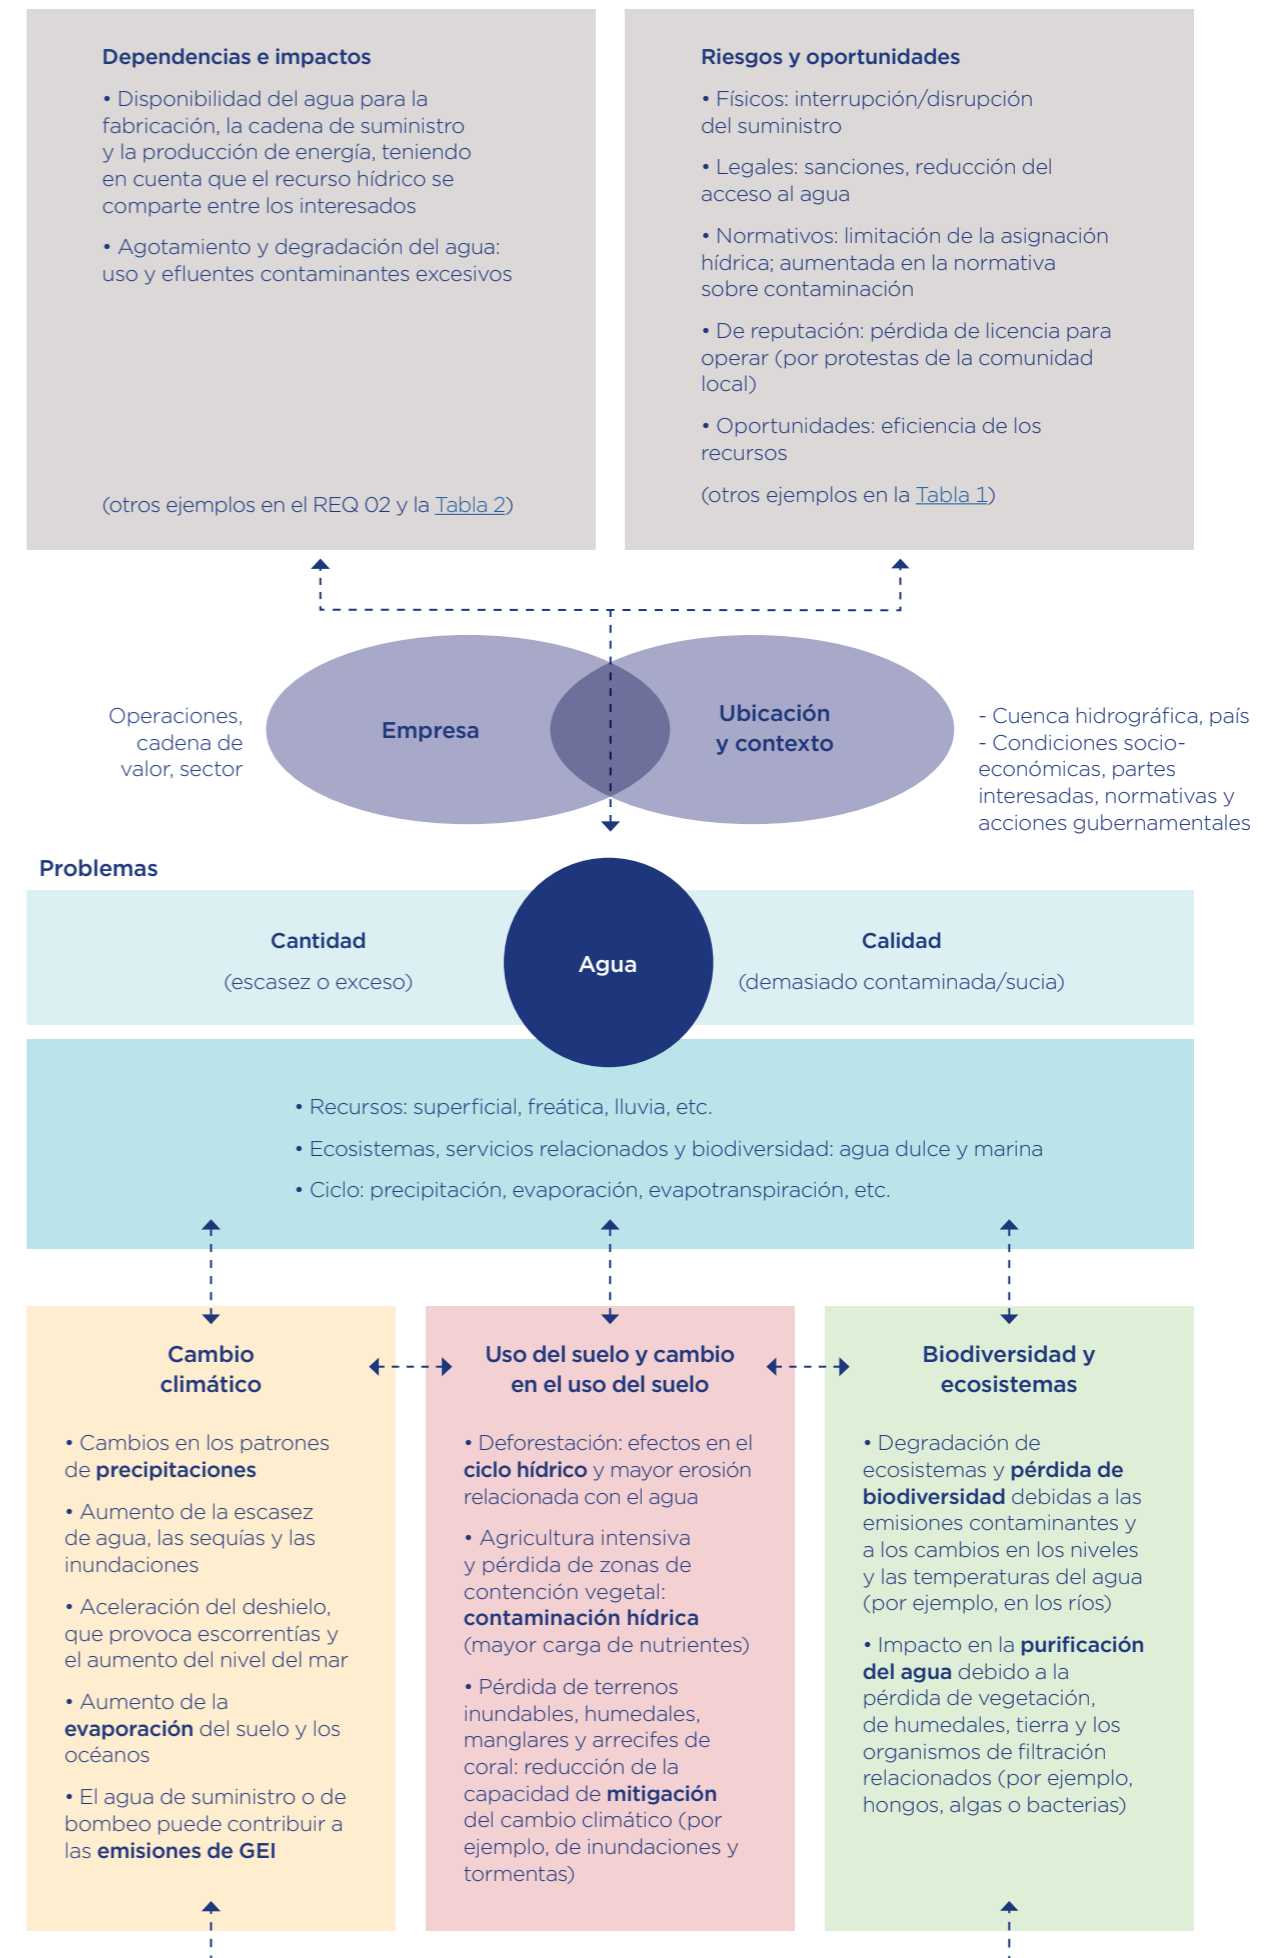 Dependencias e impactos
• Disponibilidad del agua para la
fabricación, la cadena de suministro
y la producción de energía, teniendo
en cuenta que el recurso hídrico se
comparte entre los interesados
• Agotamiento y degradación del agua:
uso y efluentes contaminantes excesivos
(otros ejemplos en el REQ 02 y la Tabla 2)
Riesgos y oportunidades
• Físicos: interrupción/disrupción
del suministro
• Legales: sanciones, reducción del
acceso al agua
• Normativos: limitación de la asignación
hídrica; aumentada en la normativa
sobre contaminación
• De reputación: pérdida de licencia para
operar (por protestas de la comunidad
local)
• Oportunidades: eficiencia de los
recursos
(otros ejemplos en la Tabla 1)
Operaciones,
cadena de
valor, sector
Empresa
Ubicación
y contexto
- Cuenca hidrográfica, país
- Condiciones socio-
económicas, partes
interesadas, normativas y
acciones gubernamentales
Problemas
Cantidad
(escasez o exceso)
Agua
Calidad
(demasiado contaminada/sucia)
• Recursos: superficial, freática, lluvia, etc.
• Ecosistemas, servicios relacionados y biodiversidad: agua dulce y marina
• Ciclo: precipitación, evaporación, evapotranspiración, etc.
Cambio
climático
• Cambios en los patrones
de precipitaciones
• Aumento de la escasez
de agua, las sequías y las
inundaciones
• Aceleración del deshielo,
que provoca escorrentías y
el aumento del nivel del mar
• Aumento de la
evaporación del suelo y los
océanos
• El agua de suministro o de
bombeo puede contribuir a
las emisiones de GEI
Uso del suelo y cambio
en el uso del suelo
• Deforestación: efectos en el
ciclo hídrico y mayor erosión
relacionada con el agua
• Agricultura intensiva
y pérdida de zonas de
contención vegetal:
contaminación hídrica
(mayor carga de nutrientes)
• Pérdida de terrenos
inundables, humedales,
manglares y arrecifes de
coral: reducción de la
capacidad de mitigación
del cambio climático (por
ejemplo, de inundaciones y
tormentas)
Biodiversidad y
ecosistemas
• Degradación de
ecosistemas y pérdida de
biodiversidad debidas a las
emisiones contaminantes y
a los cambios en los niveles
y las temperaturas del agua
(por ejemplo, en los ríos)
• Impacto en la purificación
del agua debido a la
pérdida de vegetación,
de humedales, tierra y los
organismos de filtración
relacionados (por ejemplo,
hongos, algas o bacterias)